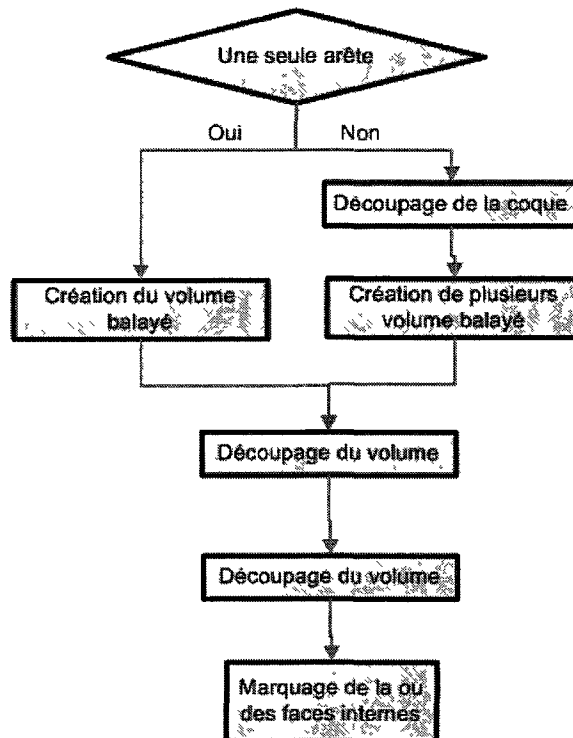 Une seule arête
Oui
Non
Découpage de la coque
Création du volume
balayé
Création de plusieurs
volume balayé
Découpage du volume
Découpage du volume
Marquage de la ou
des faces internes